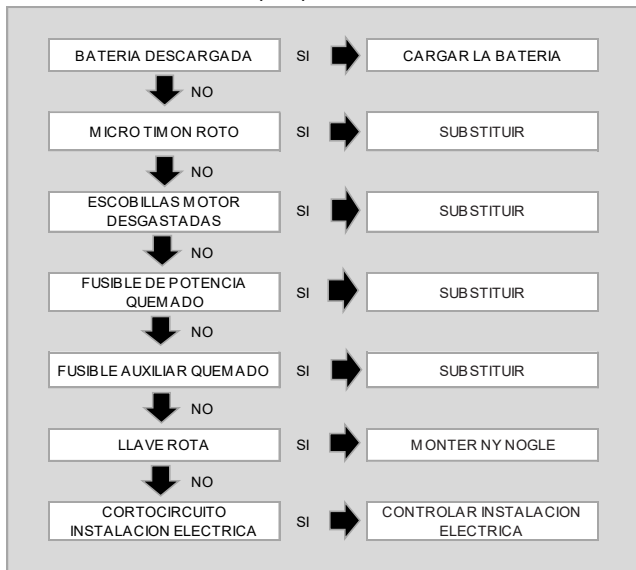 BATERIA DESCARGADA SI CARGAR LA BATERIA
NO
MICRO TIMON ROTO SI SUBSTITUIR
NO
ESCOBILLAS MOTOR
DESGASTADAS SI SUBSTITUIR
NO
FUSIBLE DE POTENCIA
QUEMADO SI SUBSTITUIR
NO
FUSIBLE AUXILIAR QUEMADO SI SUBSTITUIR
NO
LLAVE ROTA SI MONTER NY NOGLE
NO
CORTOCIRCUITO
INSTALACION ELECTRICA SI CONTROLAR INSTALACION
ELECTRICA